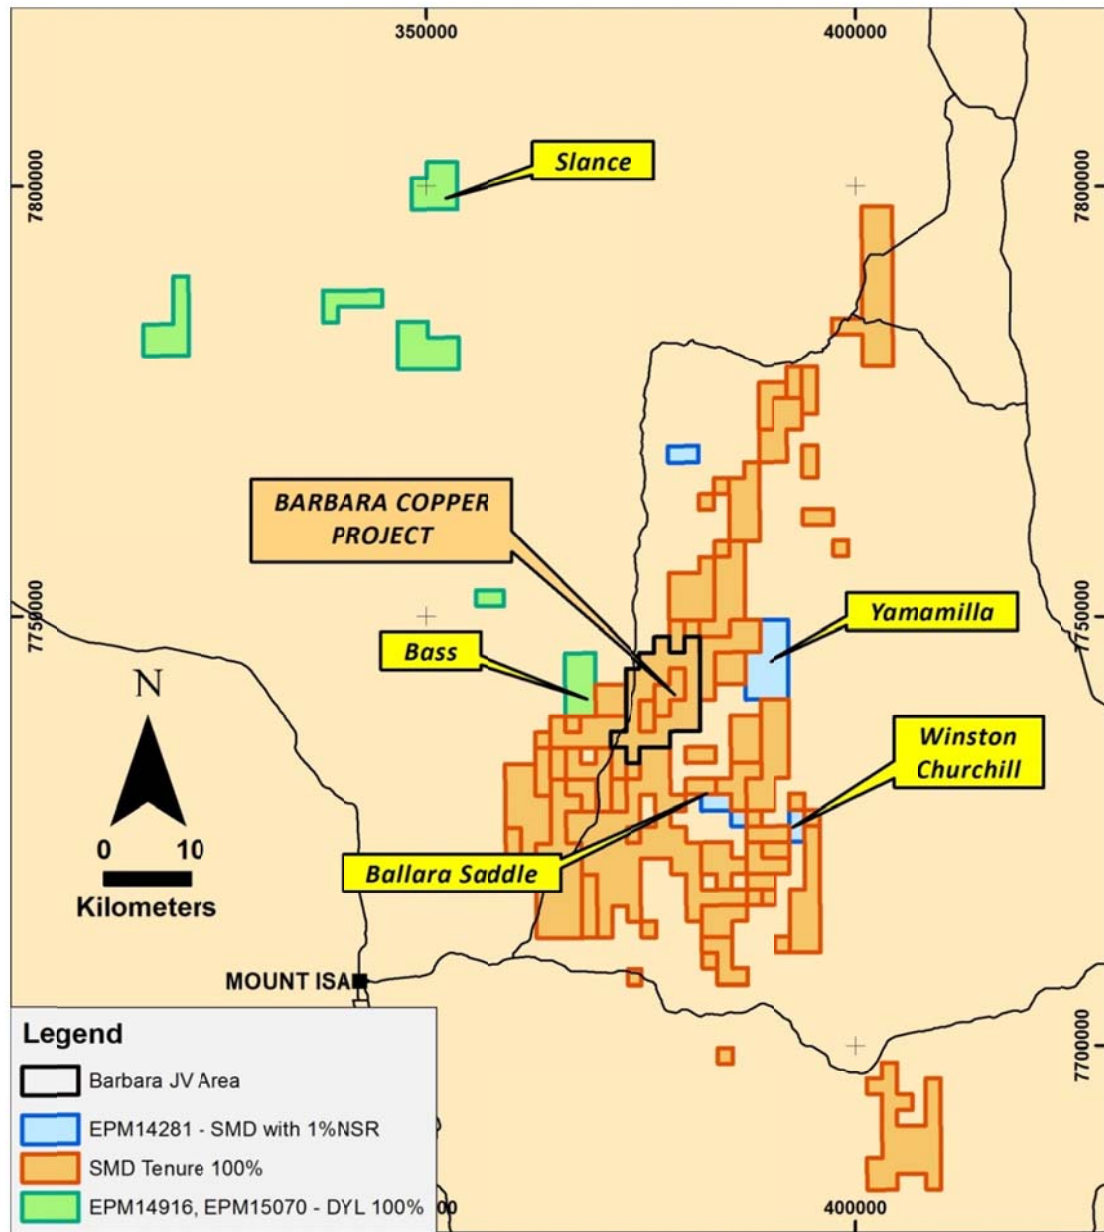 350000
400000
7800000
7800000
Slance
BARBARA COPPER
PROJECT
7750000
7750000
Yamamilla
Bass
N
Winston
Churchill
0 10
Kilometers
Ballara Saddle
MOUNT ISA
7700000
Legend
Barbara JV Area
EPM14281 - SMD with 1%NSR
SMD Tenure 100%
EPM14916, EPM15070 - DYL 100%
400000